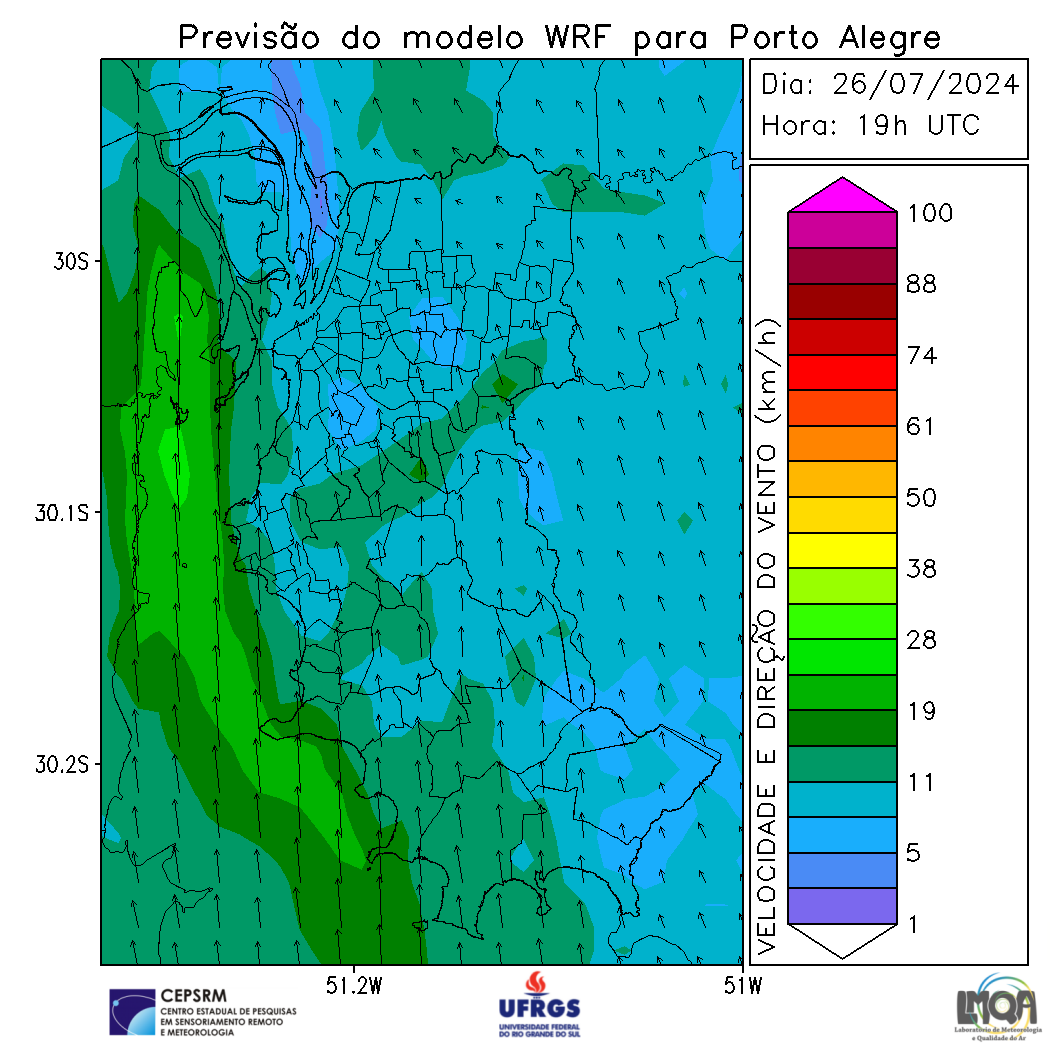 Previsão do modelo WRF para Porto Alegre
Dia: 26/07/2024
Hora: 19h UTC
30S
30.1S
30.2S
51.2W
51W
VELOCIDADE E DIREÇÃO DO VENTO (km/h)
100
88
74
61
50
38
28
19
11
5
1
CEPSRM
CENTRO ESTADUAL DE PESQUISAS
EM SENSORIAMENTO REMOTO
E METEOROLOGIA
UFRGS
UNIVERSIDADE FEDERAL
DO RIO GRANDE DO SUL
LMQA
Laboratório de Meteorologia
e Qualidade do Ar